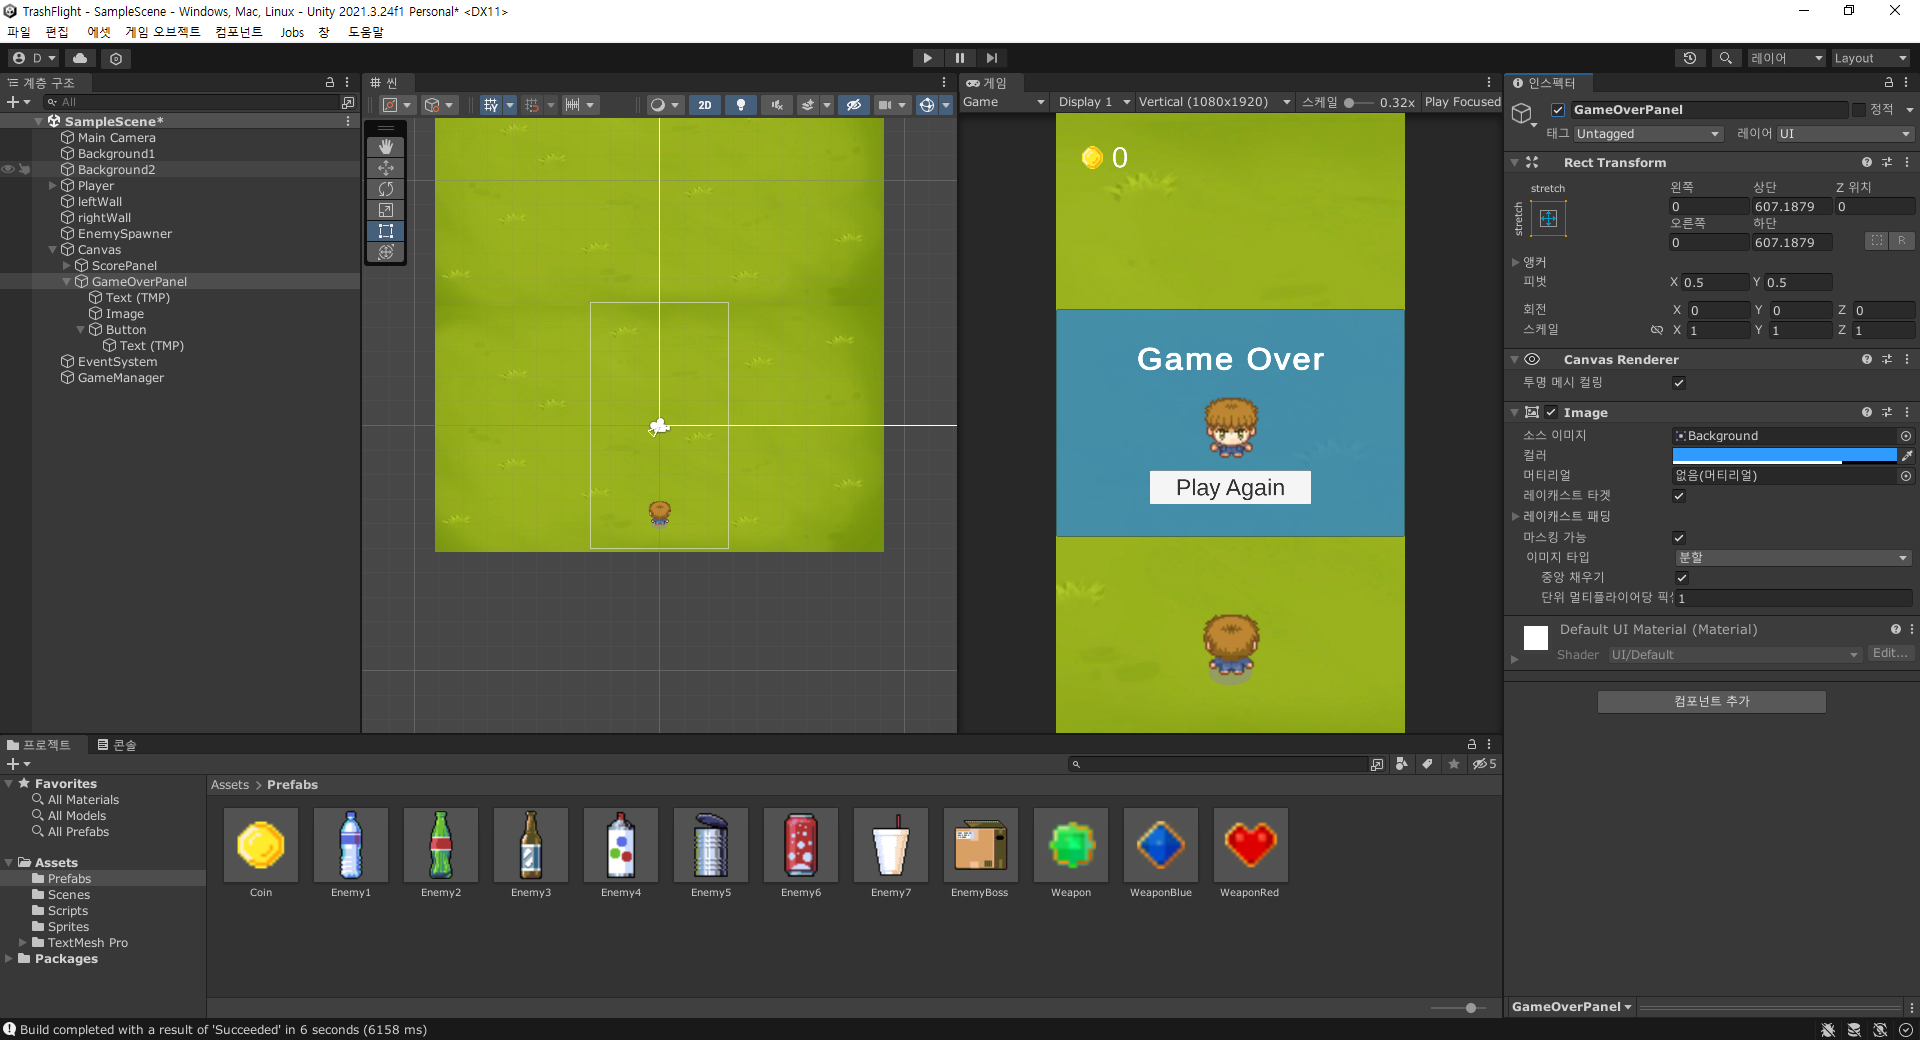 TrashFlight - SampleScene - Windows, Mac, Linux - Unity 2021.3.24f1 Personal* <DX11>
파일 편집 에셋 게임 오브젝트 컴포넌트 Jobs 창 도움말
D
레이어
Layout
계층 구조
All
SampleScene*
Main Camera
Background1
Background2
Player
leftWall
rightWall
EnemySpawner
Canvas
ScorePanel
GameOverPanel
Text (TMP)
Image
Button
Text (TMP)
EventSystem
GameManager
씬
2D
게임
Game
Display 1
Vertical (1080x1920)
스케일
0.32x
Play Focused
0
Game Over
Play Again
인스펙터
GameOverPanel
정적
태그 Untagged
레이어 UI
Rect Transform
stretch
stretch
왼쪽 상단 Z 위치
0 607.1879 0
오른쪽 하단
0 607.1879
R
앵커
피벗 X 0.5 Y 0.5
회전 X 0 Y 0 Z 0
스케일 X 1 Y 1 Z 1
Canvas Renderer
투명 메시 컬링
Image
소스 이미지 Background
컬러
머티리얼 없음(머티리얼)
레이캐스트 타겟
레이캐스트 패딩
마스킹 가능
이미지 타입 분할
중앙 채우기
단위 멀티플라이어당 픽 1
Default UI Material (Material)
Shader UI/Default Edit...
컴포넌트 추가
GameOverPanel
프로젝트 콘솔
5
Favorites
All Materials
All Models
All Prefabs
Assets
Prefabs
Scenes
Scripts
Sprites
TextMesh Pro
Packages
Assets > Prefabs
Coin Enemy1 Enemy2 Enemy3 Enemy4 Enemy5 Enemy6 Enemy7 EnemyBoss Weapon WeaponBlue WeaponRed
Build completed with a result of 'Succeeded' in 6 seconds (6158 ms)